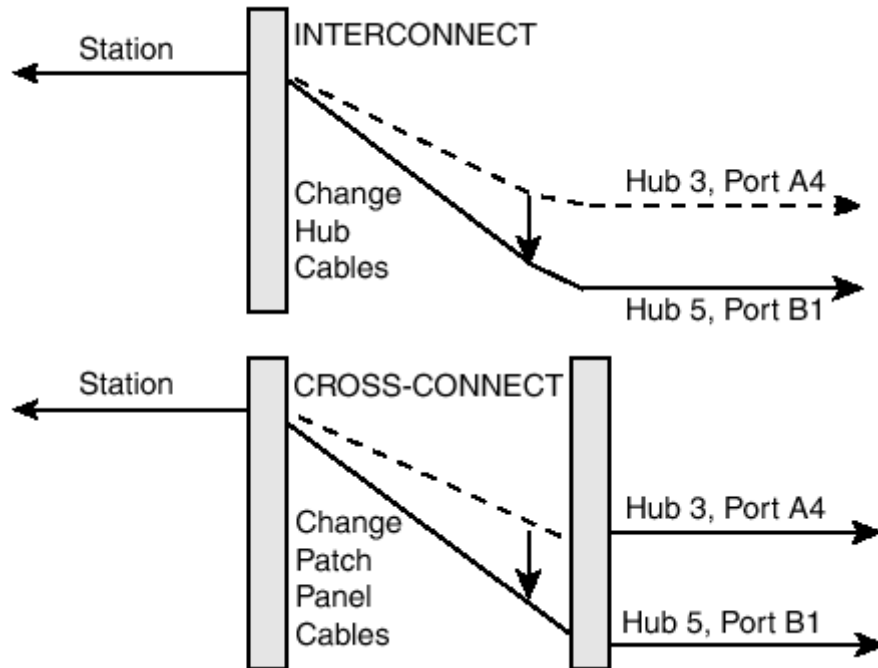 INTERCONNECT
Station
Hub 3, Port A4
Change
Hub
Cables
Hub 5, Port B1
CROSS-CONNECT
Station
Hub 3, Port A4
Change
Patch
Panel
Cables
Hub 5, Port B1